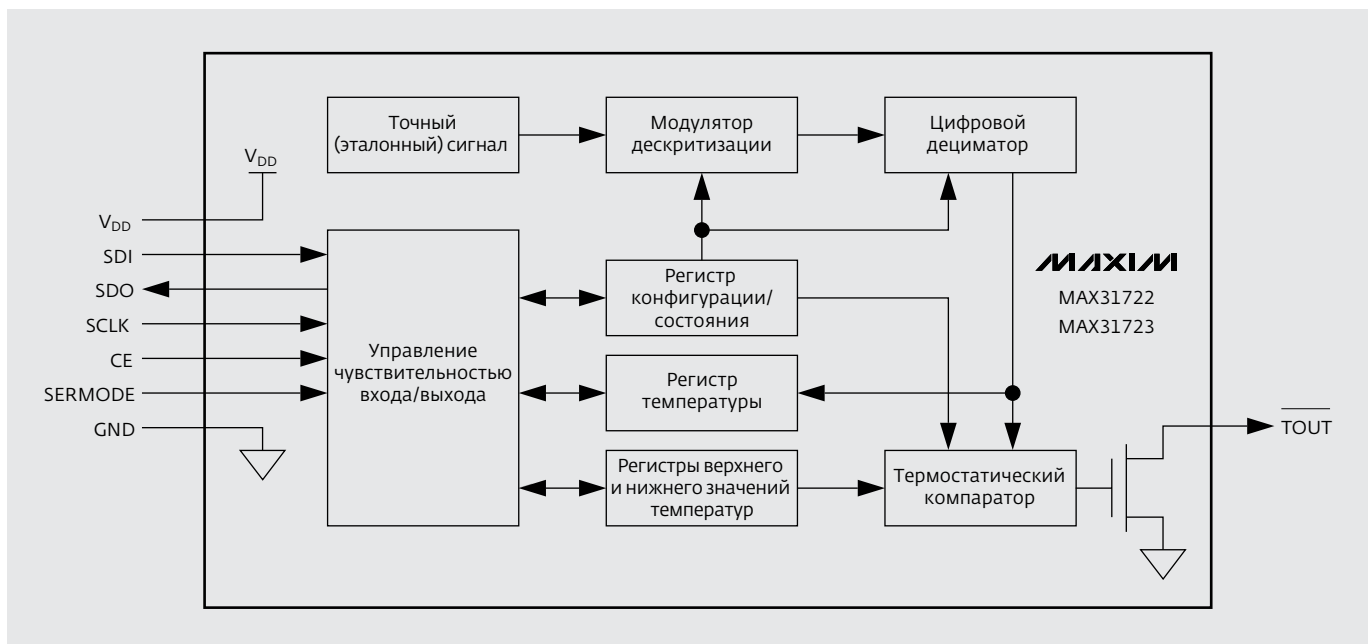 Точный
(эталонный) сигнал
Модулятор
дескритизации
Цифровой
дециматор
VDD
VDD
SDI
SDO
SCLK
CE
SERMODE
GND
Управление
чувствительностью
входа/выхода
Регистр
конфигурации/
состояния
MAXIM
MAX31722
MAX31723
Регистр
температуры
Регистры верхнего
и нижнего значений
температур
Термостатический
компаратор
TOUT